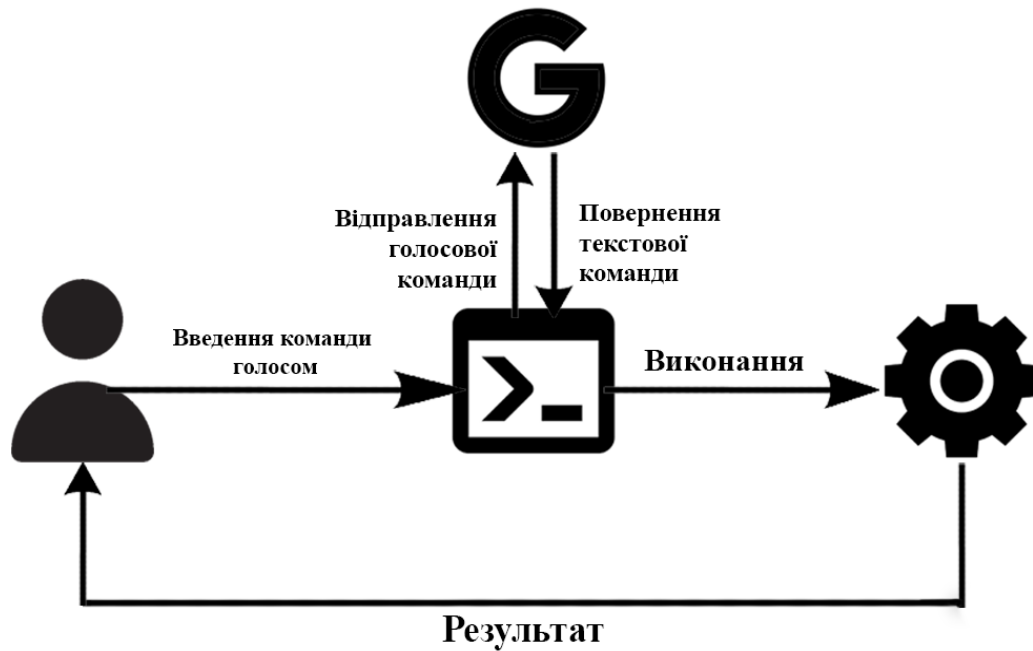 Відправлення
голосової
команди
Повернення
текстової
команди
Введення команди
голосом
Виконання
Результат